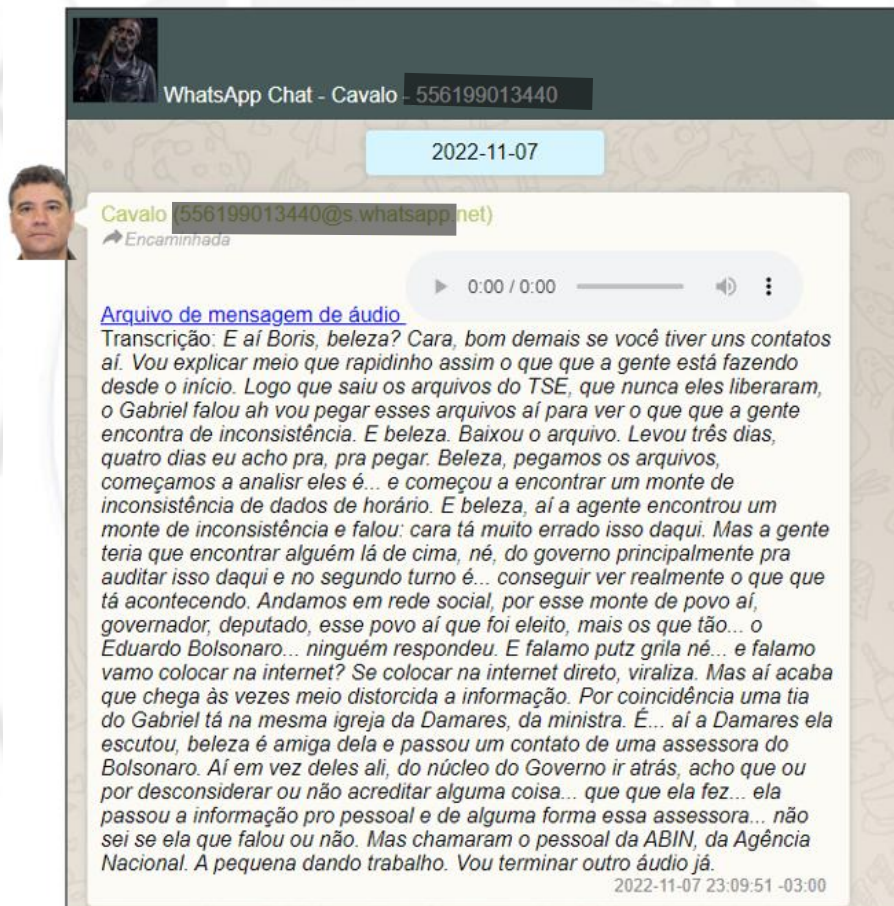 WhatsApp Chat - Cavalo - 556199013440
2022-11-07
Cavalo (556199013440@s.whatsapp.net)
Encaminhada
0:00 / 0:00
Arquivo de mensagem de áudio
Transcrição: E aí Boris, beleza? Cara, bom demais se você tiver uns contatos
aí. Vou explicar meio que rapidinho assim o que que a gente está fazendo
desde o início. Logo que saiu os arquivos do TSE, que nunca eles liberaram,
o Gabriel falou ah vou pegar esses arquivos aí para ver o que que a gente
encontra de inconsistência. E beleza. Baixou o arquivo. Levou três dias,
quatro dias eu acho pra, pra pegar. Beleza, pegamos os arquivos,
começamos a analisr eles é... e começou a encontrar um monte de
inconsistência de dados de horário. E beleza, aí a agente encontrou um
monte de inconsistência e falou: cara tá muito errado isso daqui. Mas a gente
teria que encontrar alguém lá de cima, né, do governo principalmente pra
auditar isso daqui e no segundo turno é... conseguir ver realmente o que que
tá acontecendo. Andamos em rede social, por esse monte de povo aí,
governador, deputado, esse povo aí que foi eleito, mais os que tão... o
Eduardo Bolsonaro... ninguém respondeu. E falamo putz grila né... e falamo
vamo colocar na internet? Se colocar na internet direto, viraliza. Mas aí acaba
que chega às vezes meio distorcida a informação. Por coincidência uma tia
do Gabriel tá na mesma igreja da Damares, da ministra. É... aí a Damares ela
escutou, beleza é amiga dela e passou um contato de uma assessora do
Bolsonaro. Aí em vez deles ali, do núcleo do Governo ir atrás, acho que ou
por desconsiderar ou não acreditar alguma coisa... que que ela fez... ela
passou a informação pro pessoal e de alguma forma essa assessora... não
sei se ela que falou ou não. Mas chamaram o pessoal da ABIN, da Agência
Nacional. A pequena dando trabalho. Vou terminar outro áudio já.
2022-11-07 23:09:51 -03:00